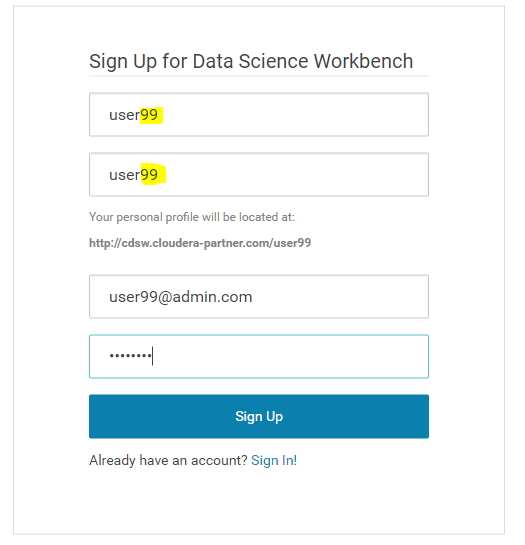 Sign Up for Data Science Workbench
user99
user99
Your personal profile will be located at:
http://cdsw.cloudera-partner.com/user99
user99@admin.com
••••••••
Sign Up
Already have an account? Sign In!